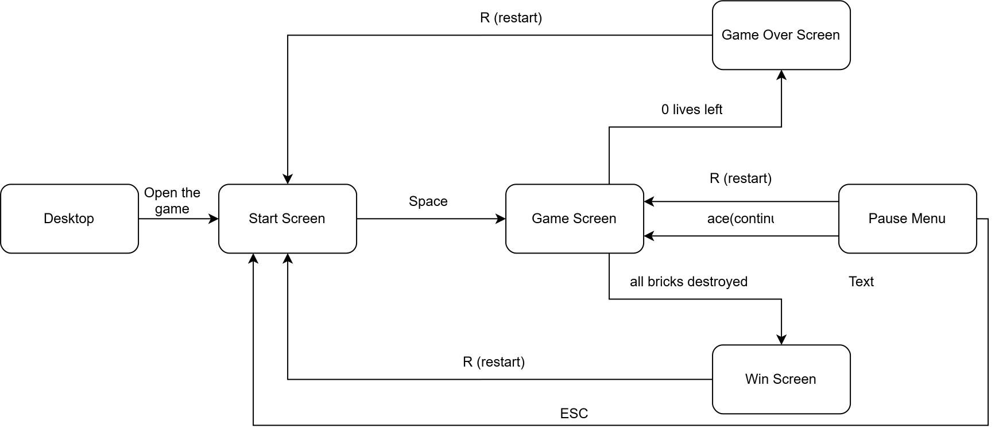 R (restart)
Game Over Screen
0 lives left
Open the
game
R (restart)
Space
Desktop
Start Screen
Game Screen
ace(continu
Pause Menu
all bricks destroyed
Text
R (restart)
Win Screen
ESC